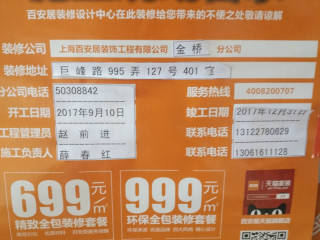 百安居装修设计中心在此装修给您带来的不便之处敬请谅解
装修公司 上海百安居装饰工程有限公司 金桥 分公司
装修地址 巨峰路995弄127号401室
分公司电话 50308842 服务热线 4008200707
开工日期 2017年9月10日 竣工日期 2017年12月31日
工程管理员 赵前进 联系电话 13122780829
施工负责人 薛春红 联系电话 13061611128
699元/m² 999元/m²
精致全包装修套餐 环保全包装修套餐